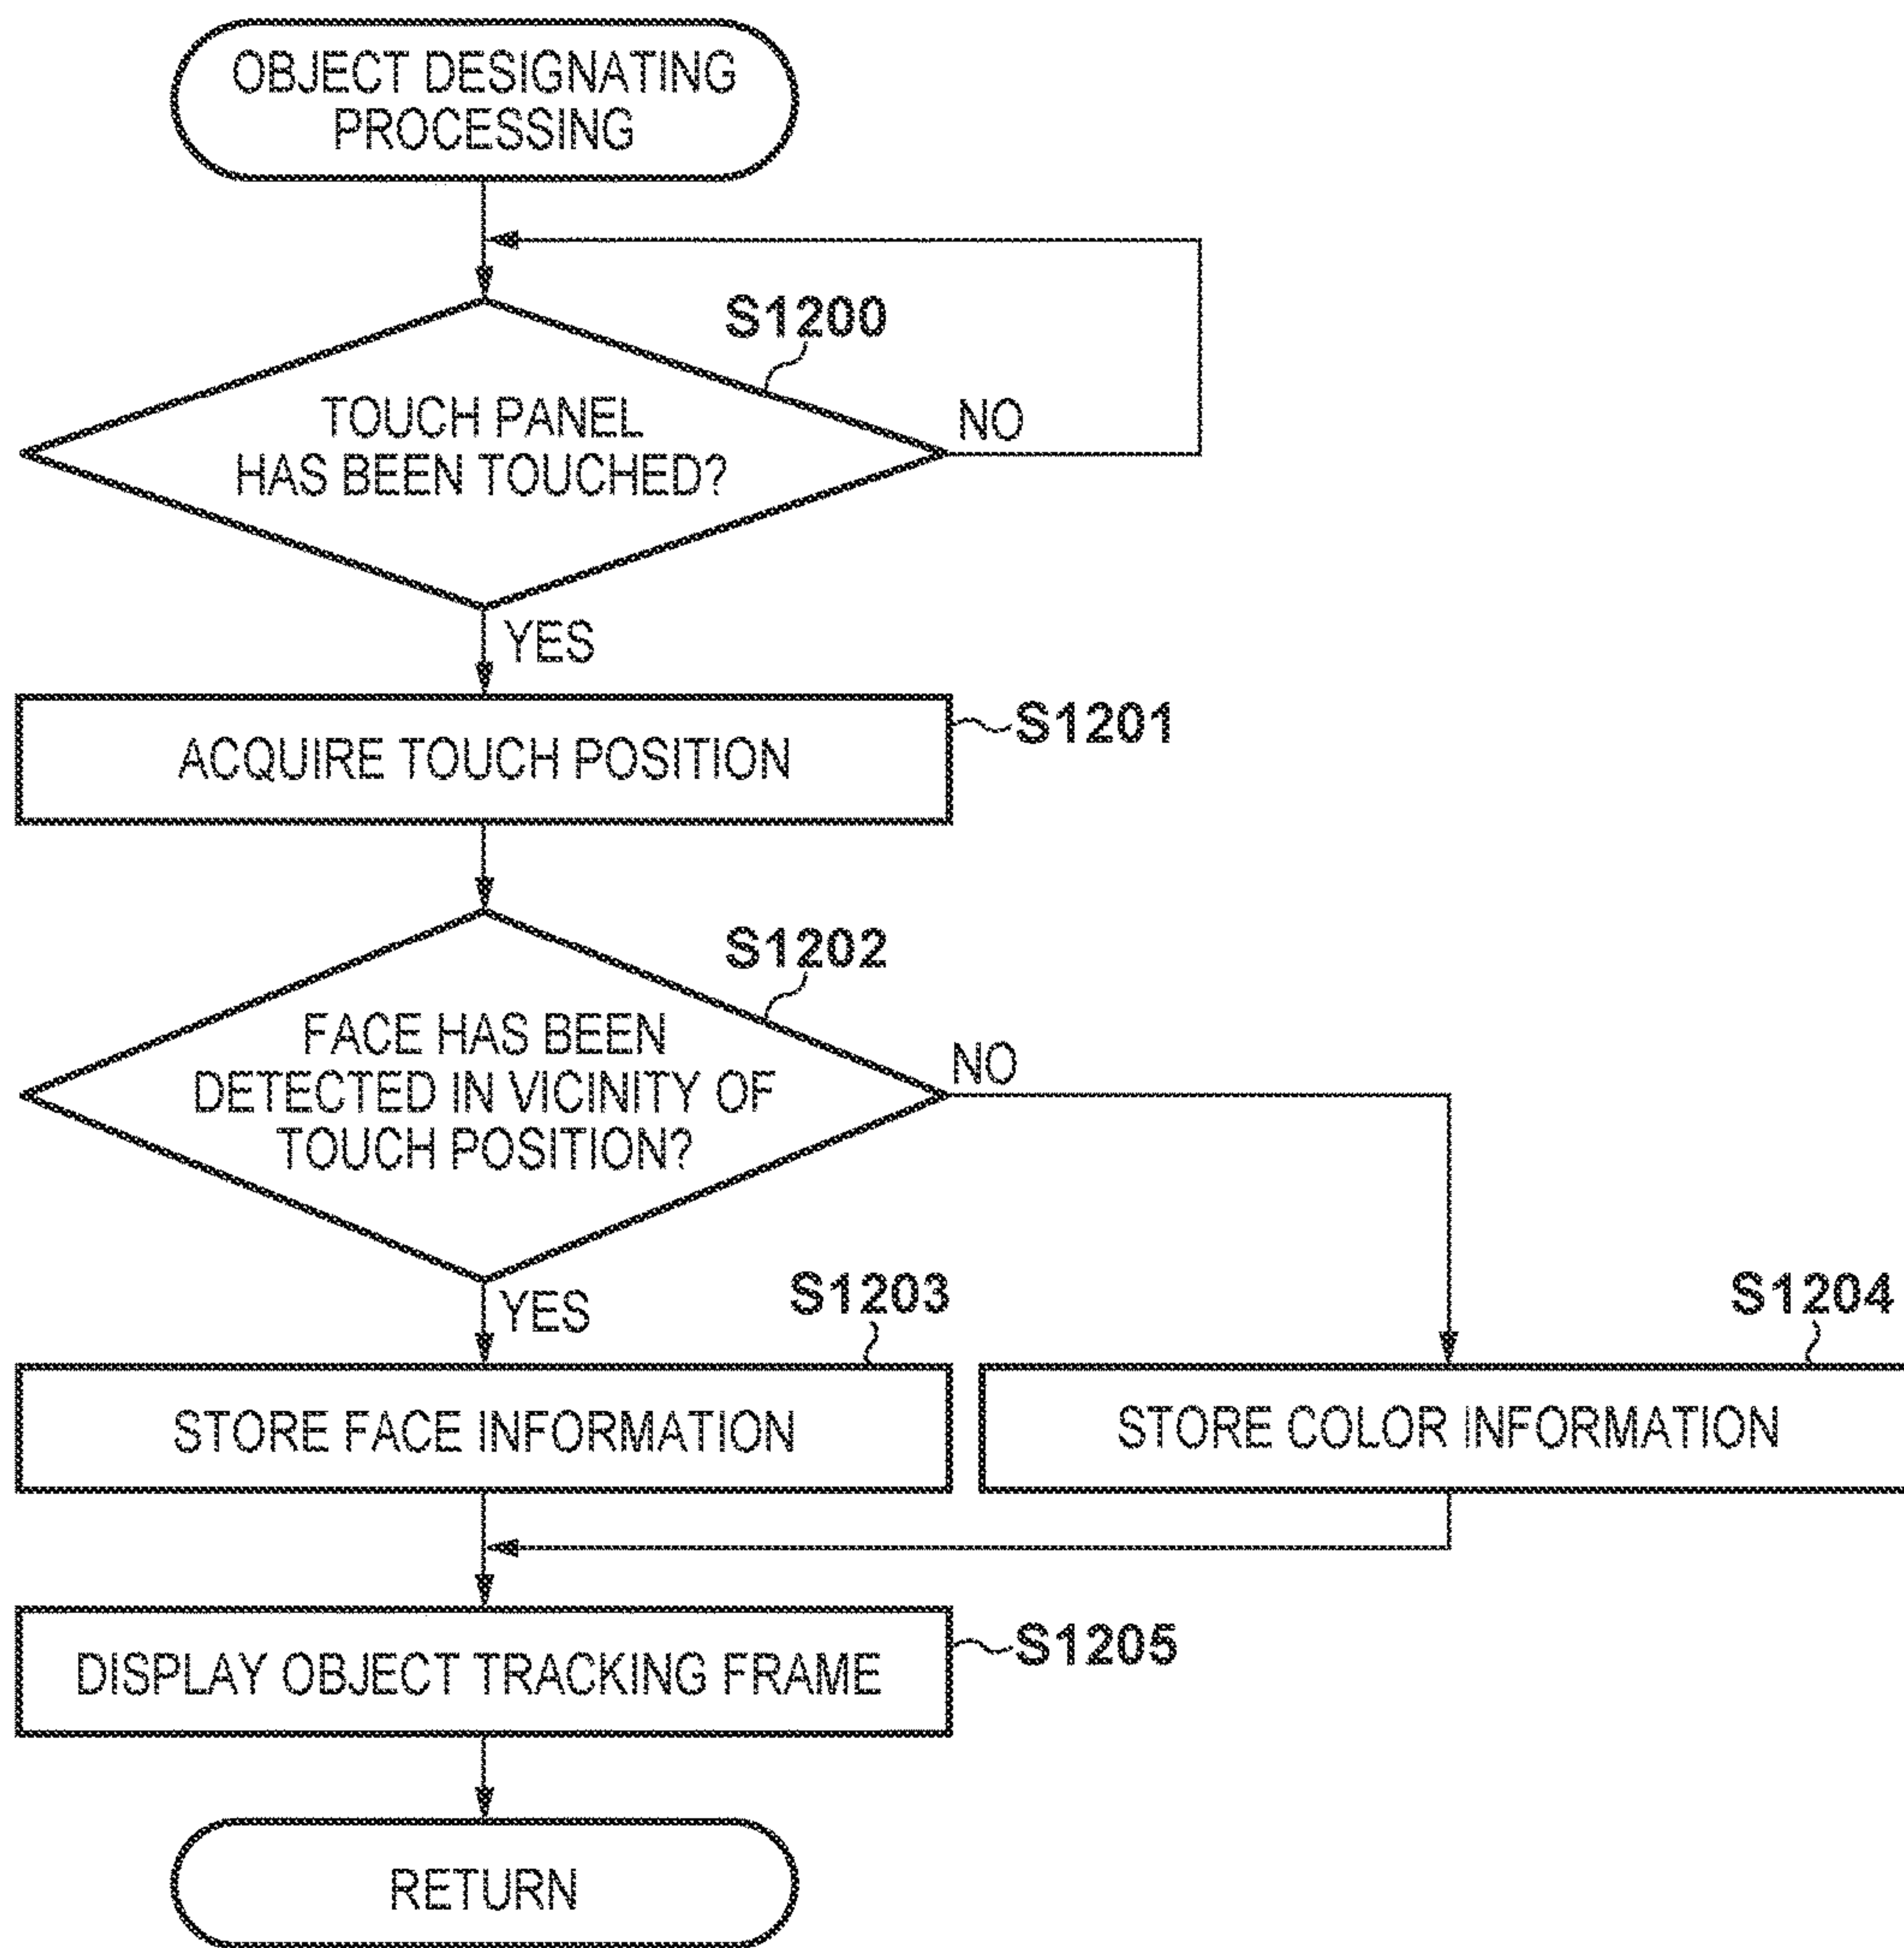 OBJECT DESIGNATING
PROCESSING
S1200
TOUCH PANEL
HAS BEEN TOUCHED?
NO
YES
ACQUIRE TOUCH POSITION
S1201
S1202
FACE HAS BEEN
DETECTED IN VICINITY OF
TOUCH POSITION?
NO
YES
S1203
S1204
STORE FACE INFORMATION
STORE COLOR INFORMATION
DISPLAY OBJECT TRACKING FRAME
S1205
RETURN